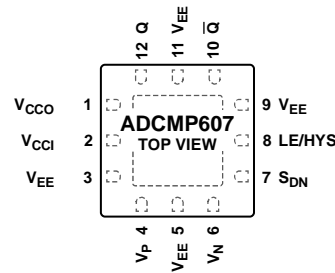 12 Q
11 VEE
10 Q̅
VCCO 1
VCCI 2
VEE 3
ADCMP607
TOP VIEW
9 VEE
8 LE/HYS
7 SDN
VP 4
VEE 5
VN 6